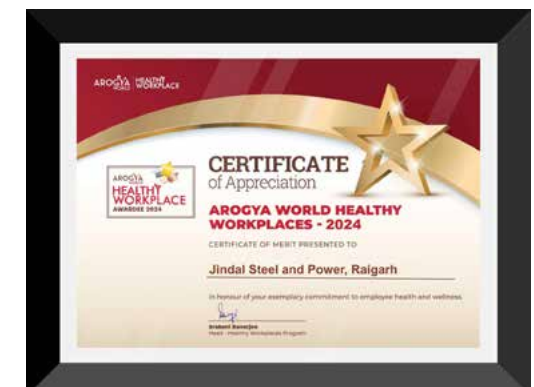 AROGYA HEALTHY
WORLD WORKPLACE
AROGYA
WORLD
HEALTHY
WORKPLACE
AWARDEE 2024
CERTIFICATE
of Appreciation
AROGYA WORLD HEALTHY
WORKPLACES - 2024
CERTIFICATE OF MERIT PRESENTED TO
Jindal Steel and Power, Raigarh
In honour of your exemplary commitment to employee health and wellness.
Banerjee
Head - Healthy Workplaces Program